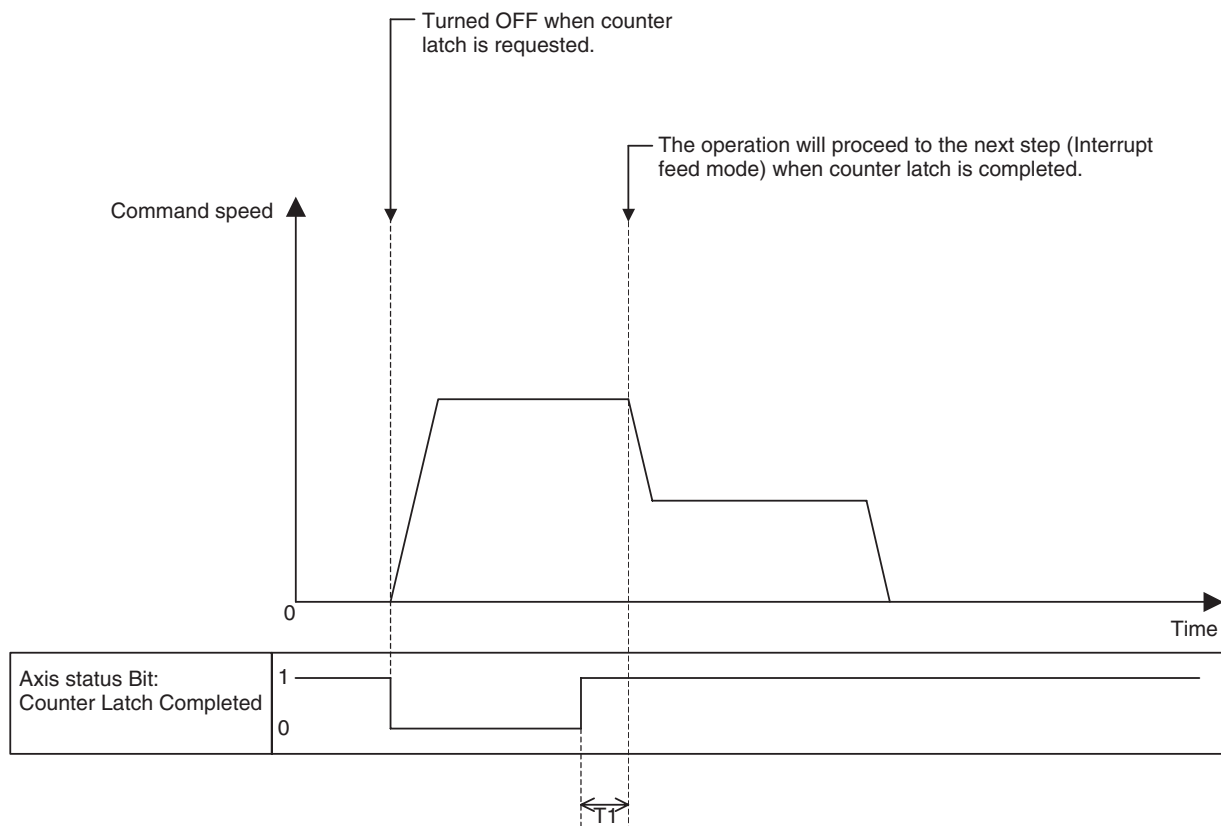 Turned OFF when counter
latch is requested.
The operation will proceed to the next step (Interrupt
feed mode) when counter latch is completed.
Command speed
0
Time
Axis status Bit:
Counter Latch Completed
1
0
T1